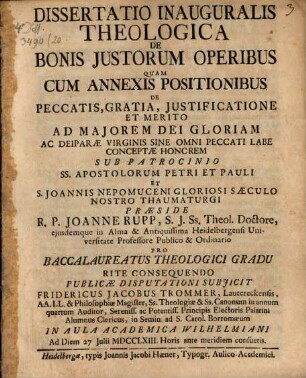 3
DISSERTATIO INAUGURALIS
THEOLOGICA
DE
BONIS JUSTORUM OPERIBUS
QUAM
CUM ANNEXIS POSITIONIBUS
DE
PECCATIS, GRATIA, JUSTIFICATIONE
ET MERITO
AD MAJOREM DEI GLORIAM
AC DEIPARÆ VIRGINIS SINE OMNI PECCATI LABE
CONCEPTÆ HONOREM
SUB PATROCINIO
SS. APOSTOLORUM PETRI ET PAULI
ET
S. JOANNIS NEPOMUCENI GLORIOSI SÆCULO
NOSTRO THAUMATURGI
PRÆSIDE
R. P. JOANNE RUPP, S. J. Ss. Theol. Doctore,
ejusdemque in Alma & Antiquissima Heidelbergensi Uni-
versitate Professore Publico & Ordinario
PRO
BACCALAUREATUS THEOLOGICI GRADU
RITE CONSEQUENDO
PUBLICÆ DISPUTATIONI SUBJICIT
FRIDERICUS JACOBUS TROMMER, Lauterecensis,
AA. LL. & Philosophiæ Magister, Ss. Theologiæ & Ss. Canonum in annum
quartum Auditor, Sereniss. ac Potentiss. Principis Electoris Palatini
Alumnus Clericus, in Semin. ad S. Carol. Borromæum
IN AULA ACADEMICA WILHELMIANI
Ad Diem 27 Julii MDCCLXIII. Horis ante meridiem consuetis.
Heidelbergæ, typis Joannis Jacobi Hæner, Typogr. Aulico-Academici.